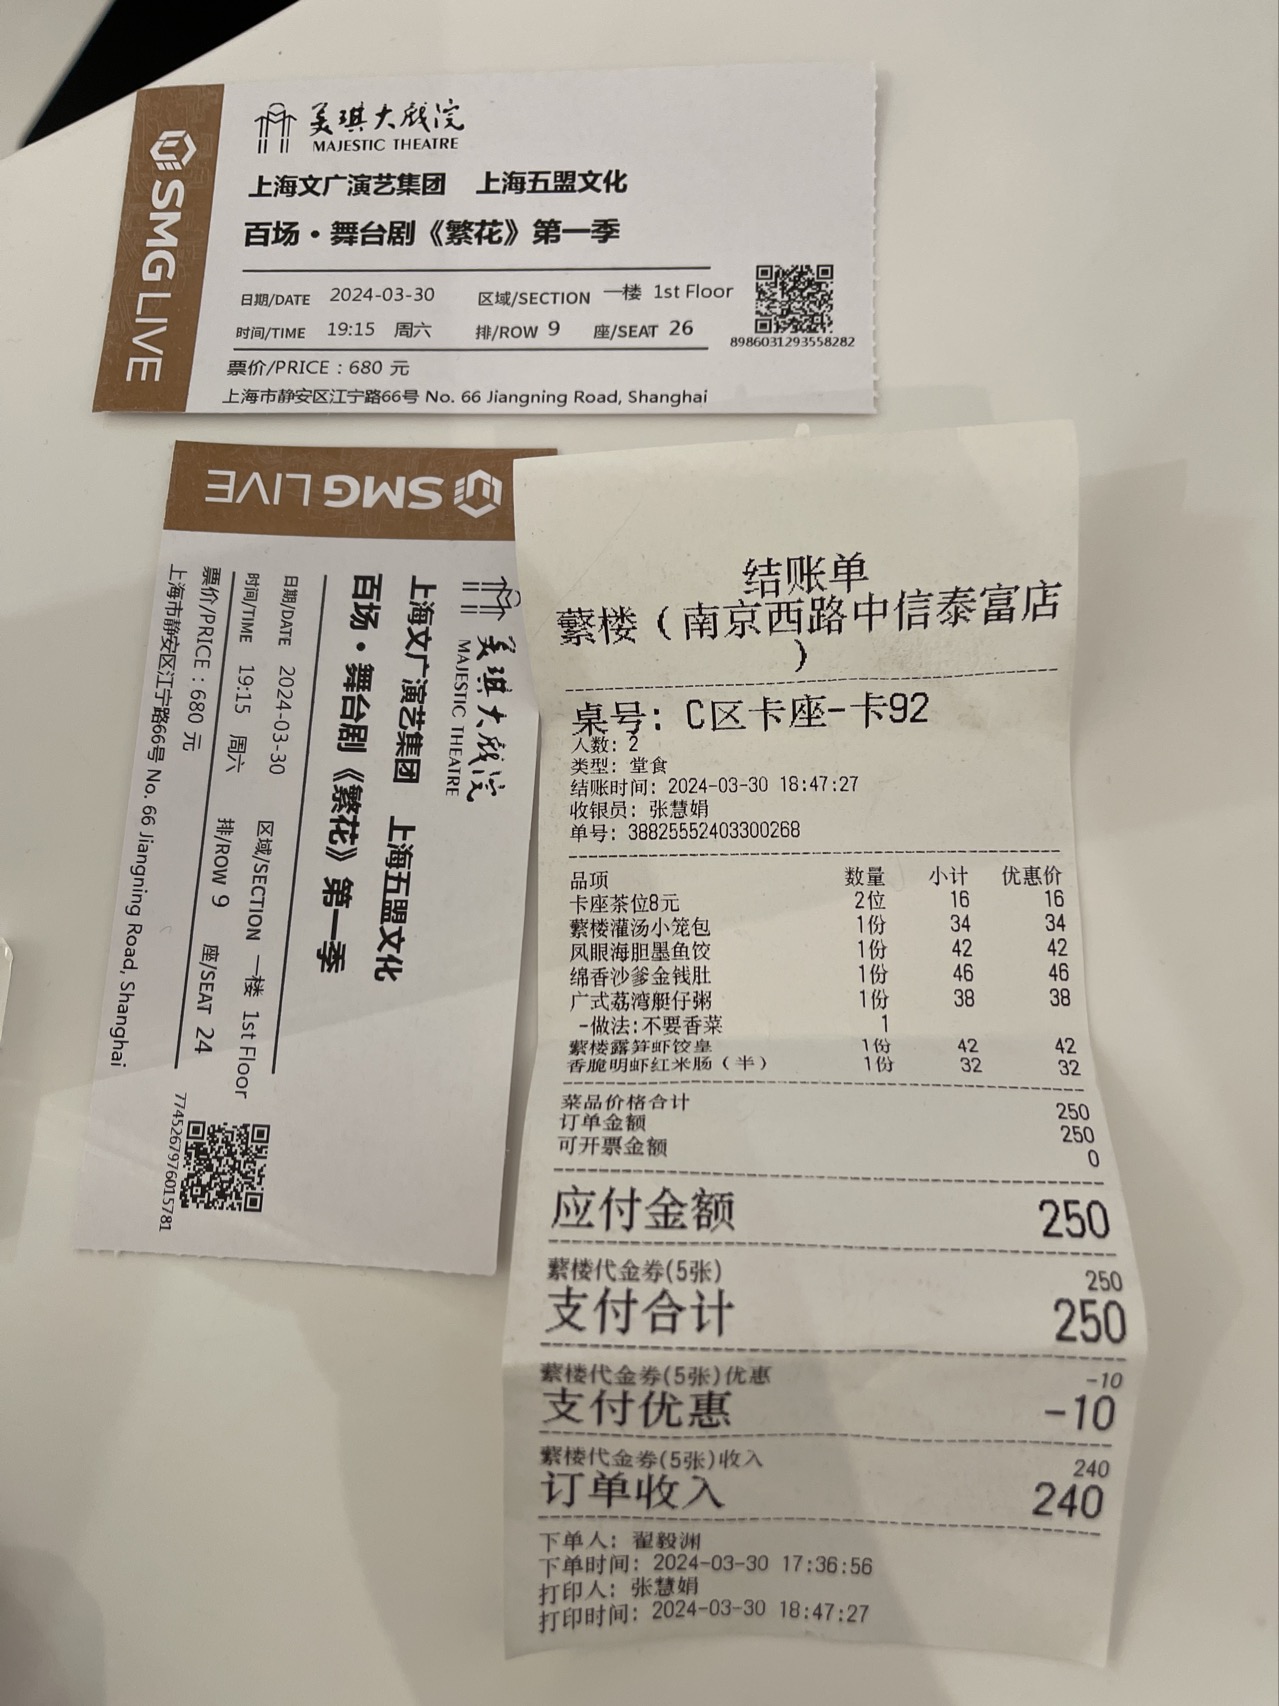 SMG LIVE
美琪大戏院
MAJESTIC THEATRE
上海文广演艺集团 上海五盟文化
百场·舞台剧《繁花》第一季
日期/DATE 2024-03-30 区域/SECTION 一楼 1st Floor
时间/TIME 19:15 周六 排/ROW 9 座/SEAT 26
8986031293558282
票价/PRICE：680 元
上海市静安区江宁路66号 No. 66 Jiangning Road, Shanghai
SMG LIVE
美琪大戏院
MAJESTIC THEATRE
上海文广演艺集团 上海五盟文化
百场·舞台剧《繁花》第一季
日期/DATE 2024-03-30 区域/SECTION 一楼 1st Floor
时间/TIME 19:15 周六 排/ROW 9 座/SEAT 24
7745267976015781
票价/PRICE：680 元
上海市静安区江宁路66号 No. 66 Jiangning Road, Shanghai
结账单
蘩楼（南京西路中信泰富店
）
桌号: C区卡座-卡92
人数: 2
类型: 堂食
结账时间: 2024-03-30 18:47:27
收银员: 张慧娟
单号: 38825552403300268
品项 数量 小计 优惠价
卡座茶位8元 2位 16 16
蘩楼灌汤小笼包 1份 34 34
凤眼海胆墨鱼饺 1份 42 42
绵香沙爹金钱肚 1份 46 46
广式荔湾艇仔粥 1份 38 38
-做法:不要香菜 1
蘩楼露笋虾饺皇 1份 42 42
香脆明虾红米肠（半） 1份 32 32
菜品价格合计 250
订单金额 250
可开票金额 0
应付金额 250
蘩楼代金券(5张) 250
支付合计 250
蘩楼代金券(5张)优惠 -10
支付优惠 -10
蘩楼代金券(5张)收入 240
订单收入 240
下单人: 翟毅渊
下单时间: 2024-03-30 17:36:56
打印人: 张慧娟
打印时间: 2024-03-30 18:47:27